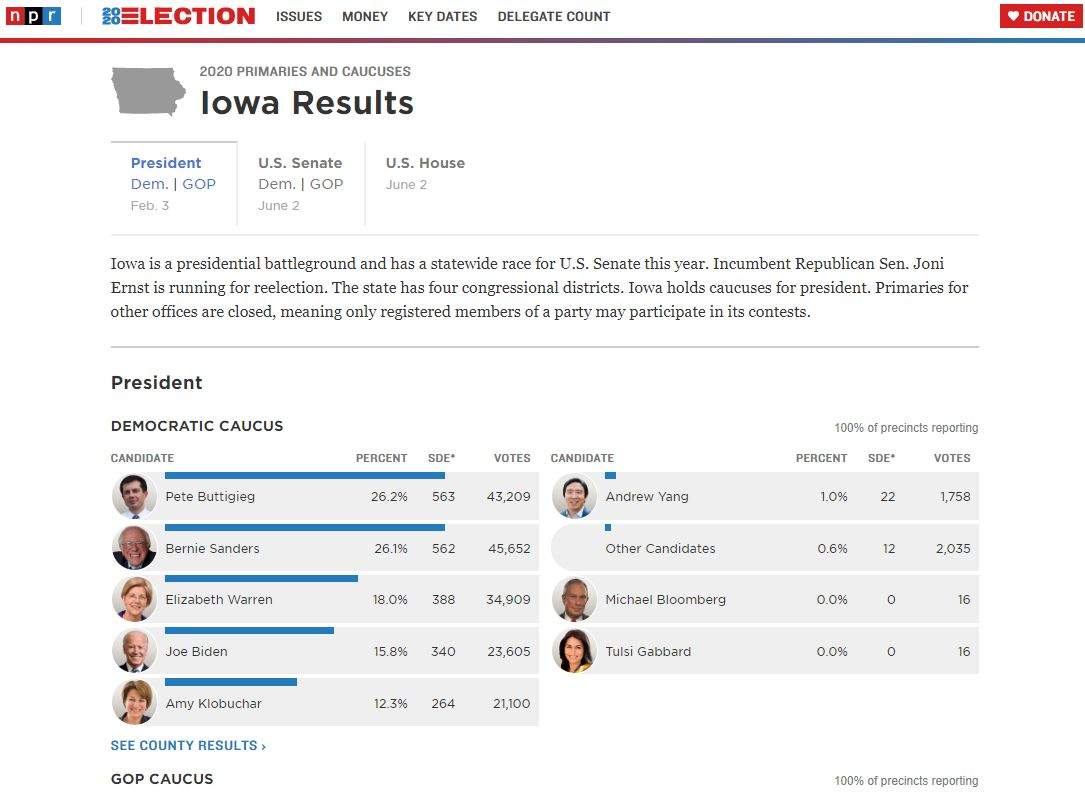 npr 2020 ELECTION ISSUES MONEY KEY DATES DELEGATE COUNT DONATE
2020 PRIMARIES AND CAUCUSES
Iowa Results
President U.S. Senate U.S. House
Dem. | GOP Dem. | GOP June 2
Feb. 3 June 2
Iowa is a presidential battleground and has a statewide race for U.S. Senate this year. Incumbent Republican Sen. Joni
Ernst is running for reelection. The state has four congressional districts. Iowa holds caucuses for president. Primaries for
other offices are closed, meaning only registered members of a party may participate in its contests.
President
DEMOCRATIC CAUCUS 100% of precincts reporting
CANDIDATE PERCENT SDE* VOTES CANDIDATE PERCENT SDE* VOTES
Pete Buttigieg 26.2% 563 43,209 Andrew Yang 1.0% 22 1,758
Bernie Sanders 26.1% 562 45,652 Other Candidates 0.6% 12 2,035
Elizabeth Warren 18.0% 388 34,909 Michael Bloomberg 0.0% 0 16
Joe Biden 15.8% 340 23,605 Tulsi Gabbard 0.0% 0 16
Amy Klobuchar 12.3% 264 21,100
SEE COUNTY RESULTS ›
GOP CAUCUS 100% of precincts reporting